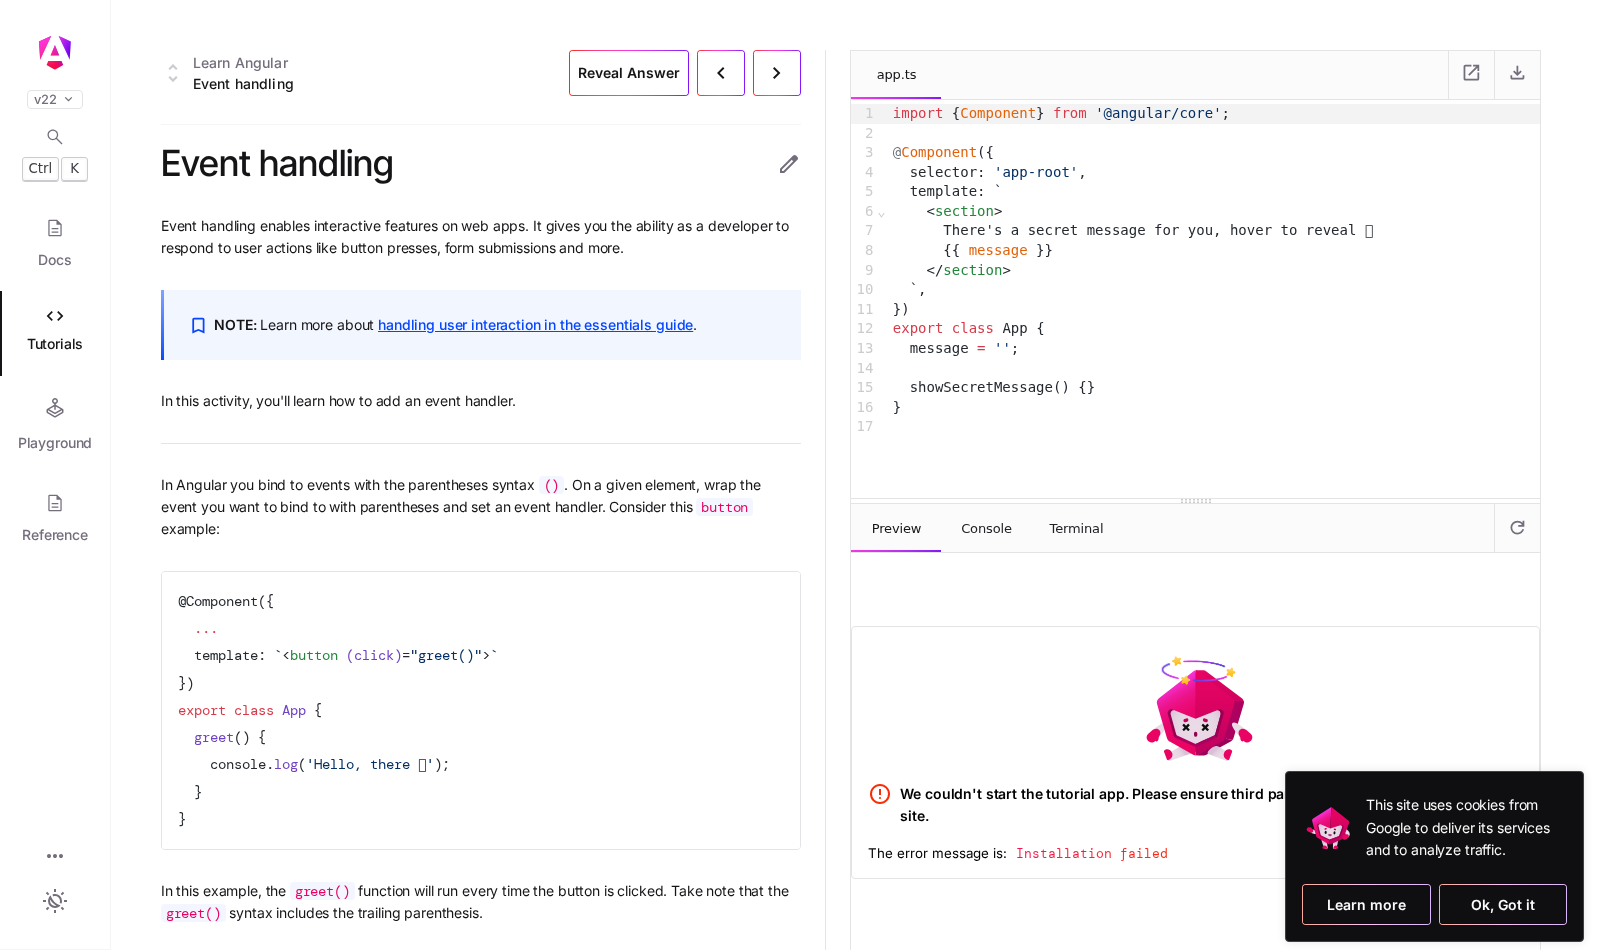 v22
Ctrl K
Docs
Tutorials
Playground
Reference
Learn Angular
Event handling
Reveal Answer
Event handling
Event handling enables interactive features on web apps. It gives you the ability as a developer to
respond to user actions like button presses, form submissions and more.
NOTE: Learn more about handling user interaction in the essentials guide.
In this activity, you'll learn how to add an event handler.
In Angular you bind to events with the parentheses syntax (). On a given element, wrap the
event you want to bind to with parentheses and set an event handler. Consider this button
example:
@Component({
...
template: `<button (click)="greet()">`
})
export class App {
greet() {
console.log('Hello, there ');
}
}
In this example, the greet() function will run every time the button is clicked. Take note that the
greet() syntax includes the trailing parenthesis.
app.ts
1 import {Component} from '@angular/core';
2
3 @Component({
4 selector: 'app-root',
5 template: `
6 <section>
7 There's a secret message for you, hover to reveal
8 {{ message }}
9 </section>
10 `,
11 })
12 export class App {
13 message = '';
14
15 showSecretMessage() {}
16 }
17
Preview Console Terminal
We couldn't start the tutorial app. Please ensure third pa
site.
The error message is: Installation failed
This site uses cookies from
Google to deliver its services
and to analyze traffic.
Learn more Ok, Got it